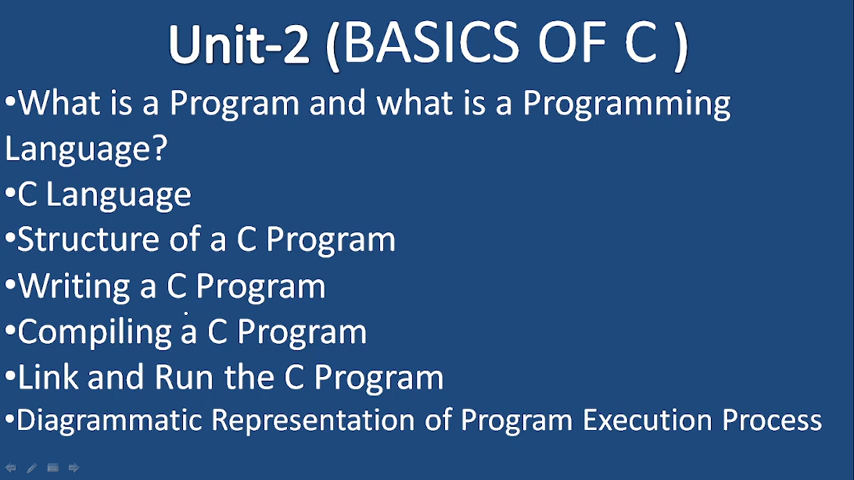 Unit-2 (BASICS OF C )
•What is a Program and what is a Programming
Language?
•C Language
•Structure of a C Program
•Writing a C Program
•Compiling a C Program
•Link and Run the C Program
•Diagrammatic Representation of Program Execution Process